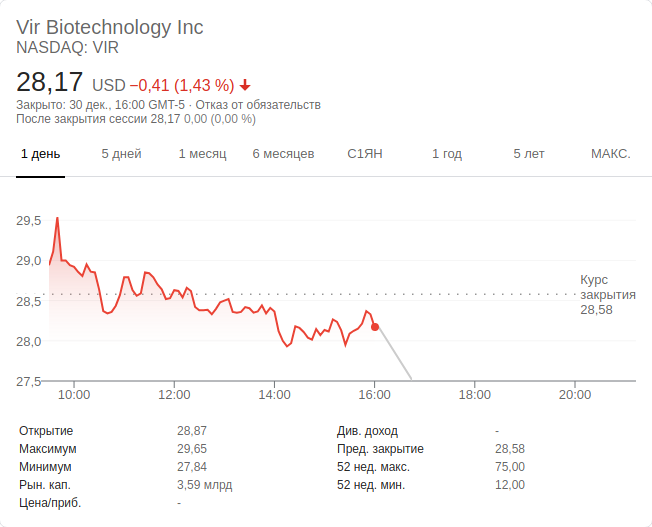 Vir Biotechnology Inc
NASDAQ: VIR
28,17 USD −0,41 (1,43 %)
Закрыто: 30 дек., 16:00 GMT-5 · Отказ от обязательств
После закрытия сессии 28,17 0,00 (0,00 %)
1 день 5 дней 1 месяц 6 месяцев С1ЯН 1 год 5 лет МАКС.
29,5
29,0
28,5
28,0
27,5
Курс
закрытия
28,58
10:00 12:00 14:00 16:00 18:00 20:00
Открытие 28,87 Див. доход -
Максимум 29,65 Пред. закрытие 28,58
Минимум 27,84 52 нед. макс. 75,00
Рын. кап. 3,59 млрд 52 нед. мин. 12,00
Цена/приб. -